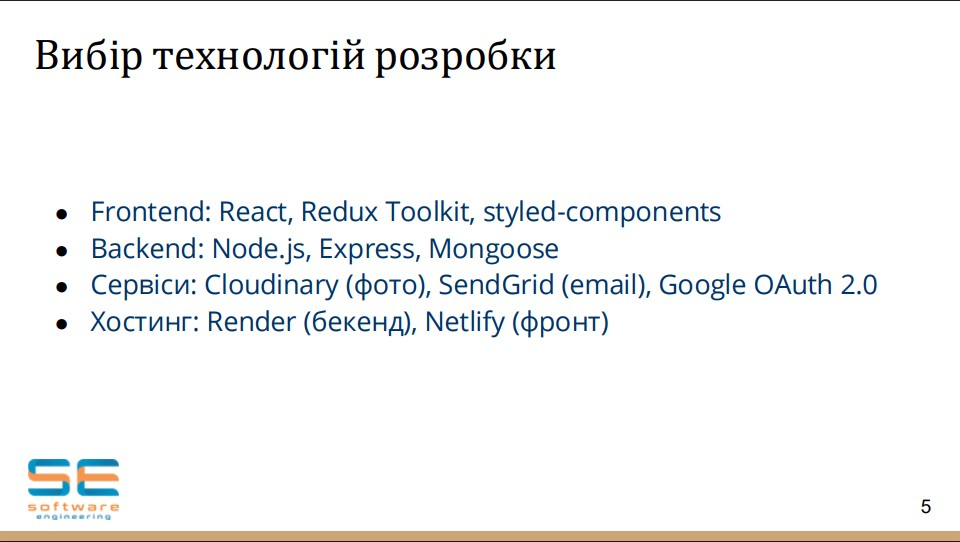 Вибір технологій розробки
● Frontend: React, Redux Toolkit, styled-components
● Backend: Node.js, Express, Mongoose
● Сервіси: Cloudinary (фото), SendGrid (email), Google OAuth 2.0
● Хостинг: Render (бекенд), Netlify (фронт)
SE
software
engineering
5